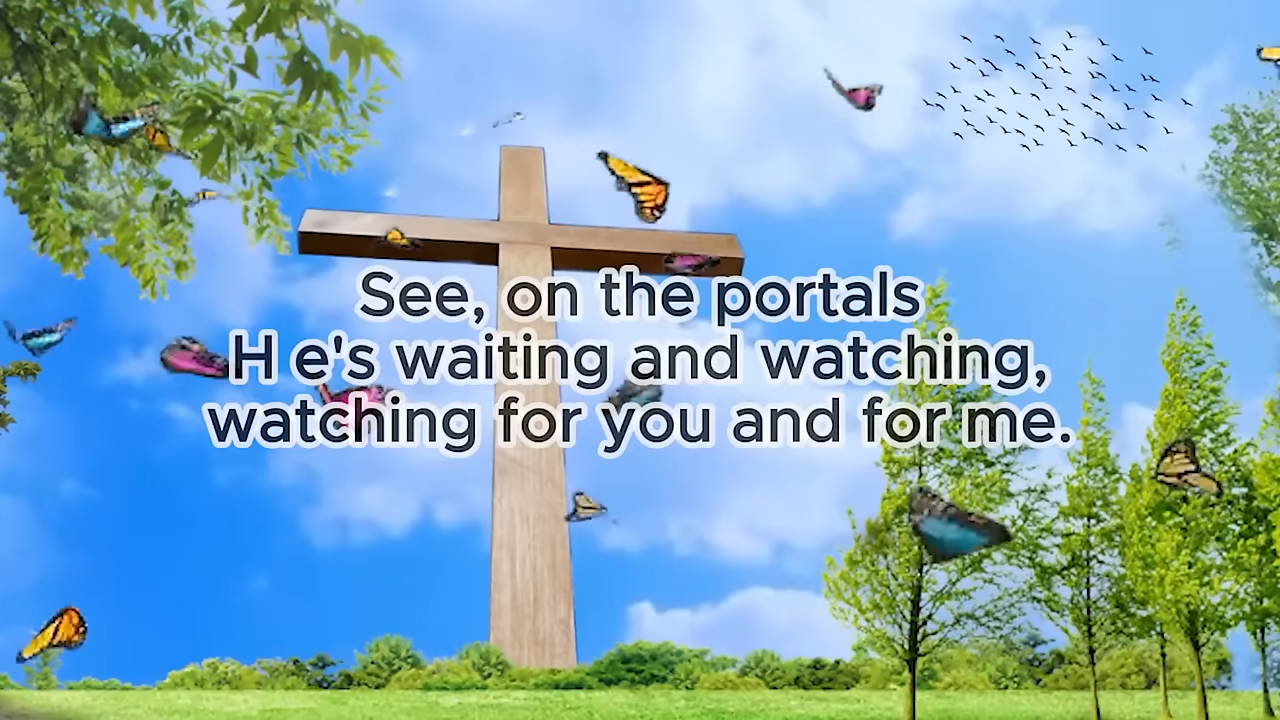 See, on the portals
H e's waiting and watching,
watching for you and for me.